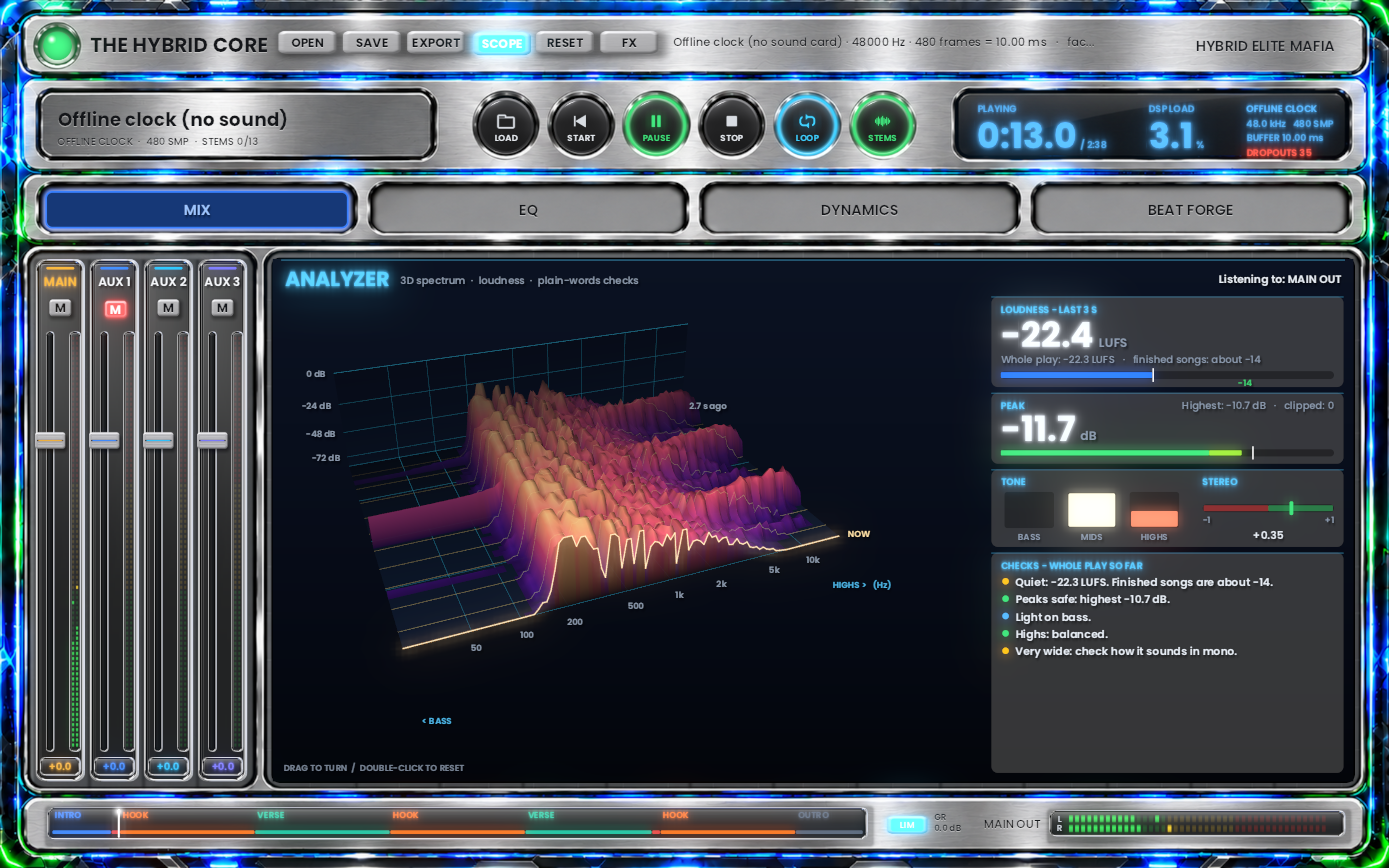 THE HYBRID CORE
OPEN SAVE EXPORT SCOPE RESET FX
Offline clock (no sound card) · 48000 Hz · 480 frames = 10.00 ms · fac...
HYBRID ELITE MAFIA
Offline clock (no sound)
OFFLINE CLOCK · 480 SMP · STEMS 0/13
LOAD START PAUSE STOP LOOP STEMS
PLAYING
0:13.0 / 2:38
DSP LOAD
3.1 %
OFFLINE CLOCK
48.0 kHz 480 SMP
BUFFER 10.00 ms
DROPOUTS 35
MIX EQ DYNAMICS BEAT FORGE
MAIN AUX 1 AUX 2 AUX 3
M M M M
+0.0 +0.0 +0.0 +0.0
ANALYZER 3D spectrum · loudness · plain-words checks
Listening to: MAIN OUT
0 dB
-24 dB
-48 dB
-72 dB
2.7 s ago
NOW
50 100 200 500 1k 2k 5k 10k
HIGHS > (Hz)
< BASS
DRAG TO TURN / DOUBLE-CLICK TO RESET
LOUDNESS - LAST 3 S
-22.4 LUFS
Whole play: -22.3 LUFS · finished songs: about -14
-14
PEAK
Highest: -10.7 dB · clipped: 0
-11.7 dB
TONE
BASS MIDS HIGHS
STEREO
-1 +1
+0.35
CHECKS - WHOLE PLAY SO FAR
Quiet: -22.3 LUFS. Finished songs are about -14.
Peaks safe: highest -10.7 dB.
Light on bass.
Highs: balanced.
Very wide: check how it sounds in mono.
INTRO HOOK VERSE HOOK VERSE HOOK OUTRO
LIM
GR
0.0 dB
MAIN OUT
L
R